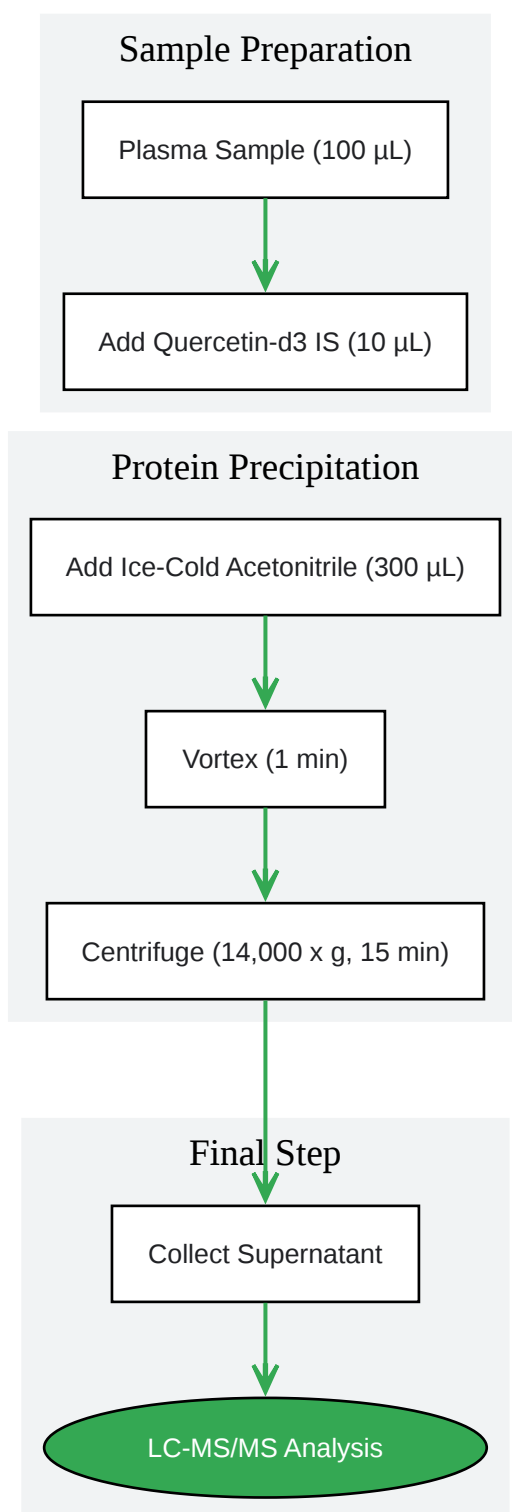 Sample Preparation
Plasma Sample (100 µL)
Add Quercetin-d3 IS (10 µL)
Protein Precipitation
Add Ice-Cold Acetonitrile (300 µL)
Vortex (1 min)
Centrifuge (14,000 x g, 15 min)
Final Step
Collect Supernatant
LC-MS/MS Analysis